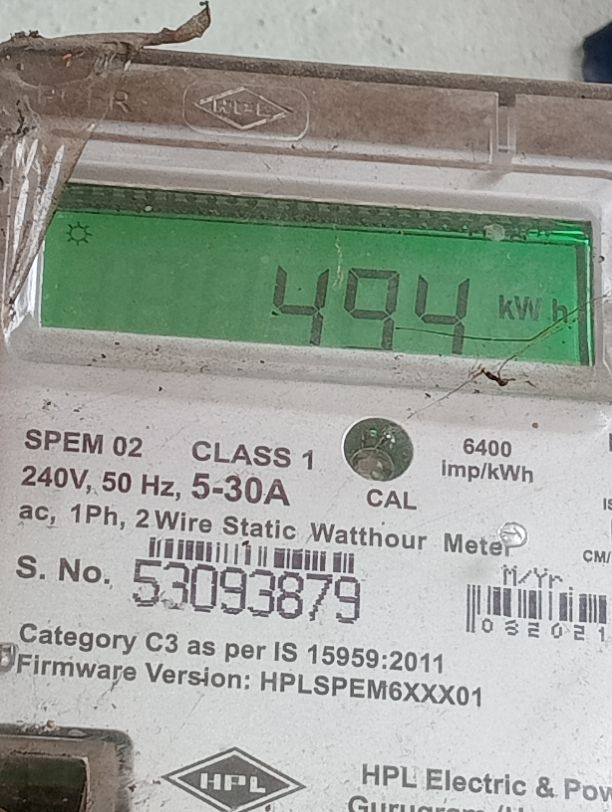 HPL
494 kWh
SPEM 02 CLASS 1
6400 imp/kWh
240V, 50 Hz, 5-30A
CAL
ac, 1Ph, 2 Wire Static Watthour Meter
CM/
M/Yr
S. No. 53093879
Category C3 as per IS 15959:2011
Firmware Version: HPLSPEM6XXX01
HPL
HPL Electric & Pow